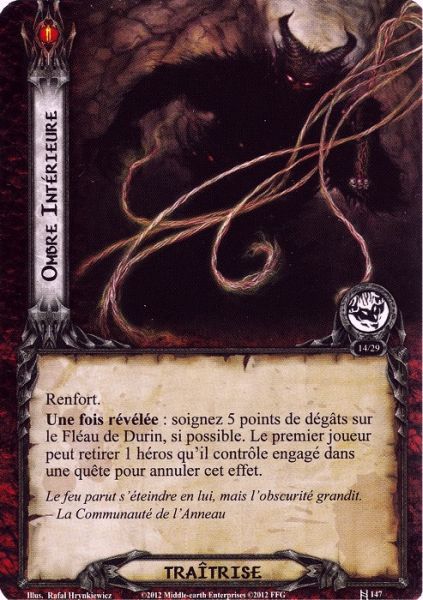 OMBRE INTÉRIEURE
14/29
Renfort.
Une fois révélée : soignez 5 points de dégâts sur
le Fléau de Durin, si possible. Le premier joueur
peut retirer 1 héros qu'il contrôle engagé dans
une quête pour annuler cet effet.
Le feu parut s'éteindre en lui, mais l'obscurité grandit.
– La Communauté de l'Anneau
TRAÎTRISE
Illus. Rafał Hrynkiewicz ©2012 Middle-earth Enterprises ©2012 FFG 147